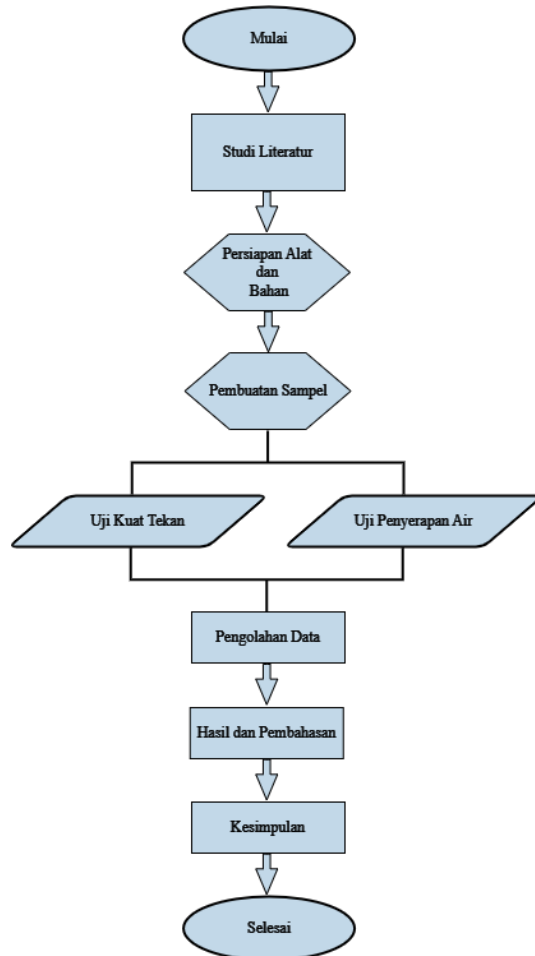 Mulai
Studi Literatur
Persiapan Alat
dan
Bahan
Pembuatan Sampel
Uji Kuat Tekan
Uji Penyerapan Air
Pengolahan Data
Hasil dan Pembahasan
Kesimpulan
Selesai